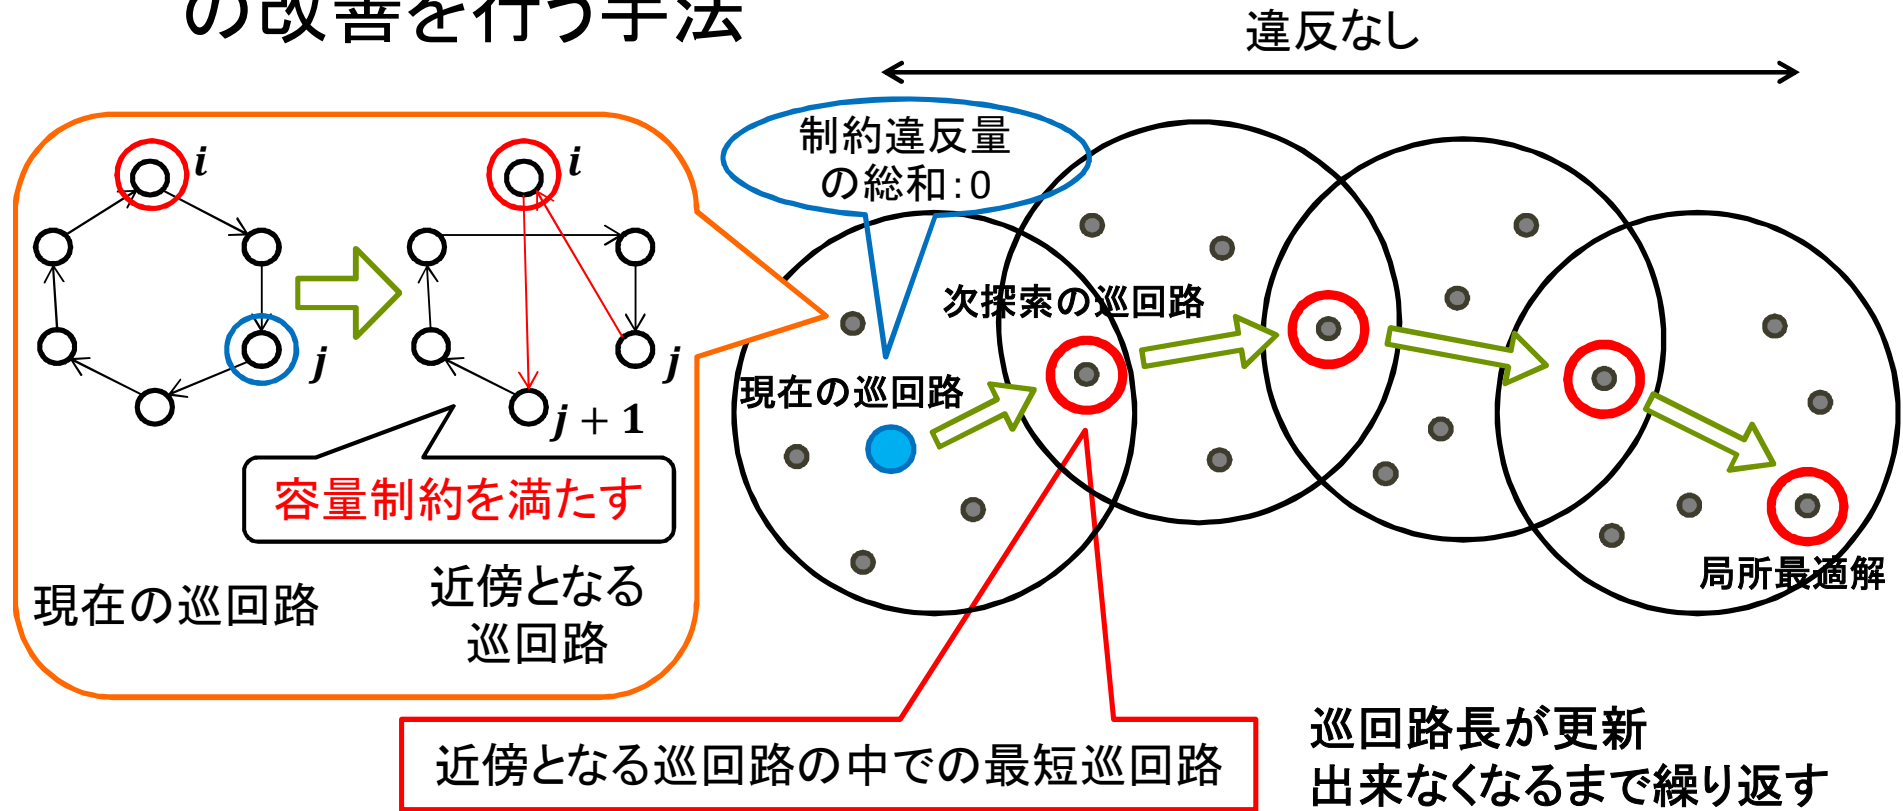 の改善を行う手法
違反なし
制約違反量
の総和:0
i
j
i
j
j + 1
容量制約を満たす
現在の巡回路
近傍となる
巡回路
現在の巡回路
次探索の巡回路
局所最適解
近傍となる巡回路の中での最短巡回路
巡回路長が更新
出来なくなるまで繰り返す